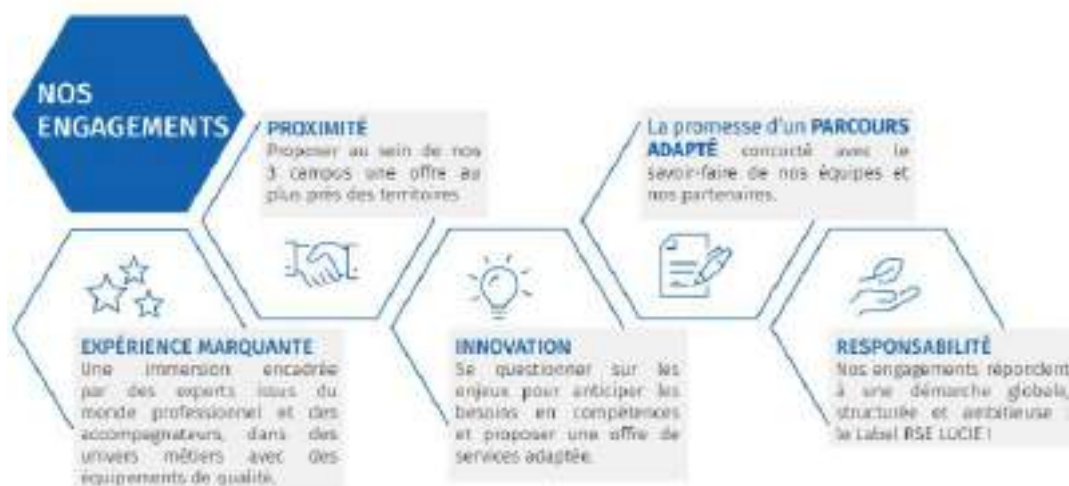 NOS
ENGAGEMENTS
PROXIMITÉ
Proposer au sein de nos
3 campus une offre au
plus près des territoires
La promesse d'un PARCOURS
ADAPTÉ concerté avec le
savoir-faire de nos équipes et
nos partenaires.
EXPÉRIENCE MARQUANTE
Une immersion encadrée
par des experts issus du
monde professionnel et des
accompagnateurs, dans des
univers métiers avec des
équipements de qualité.
INNOVATION
Se questionner sur les
enjeux pour anticiper les
besoins en compétences
et proposer une offre de
services adaptée.
RESPONSABILITÉ
Nos engagements répondent
à une démarche globale,
structurée et ambitieuse :
le Label RSE LUCIE !